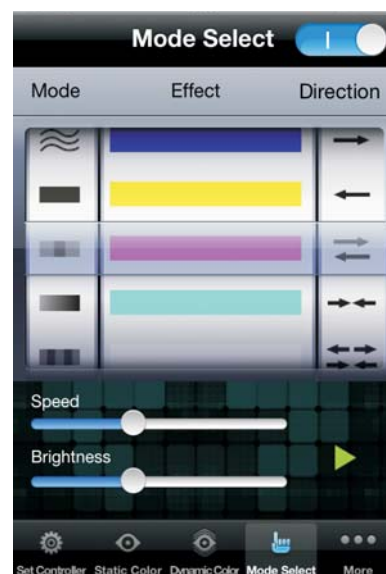 Mode Select
Mode Effect Direction
Speed
Brightness
Set Controller Static Color Dynamic Color Mode Select More